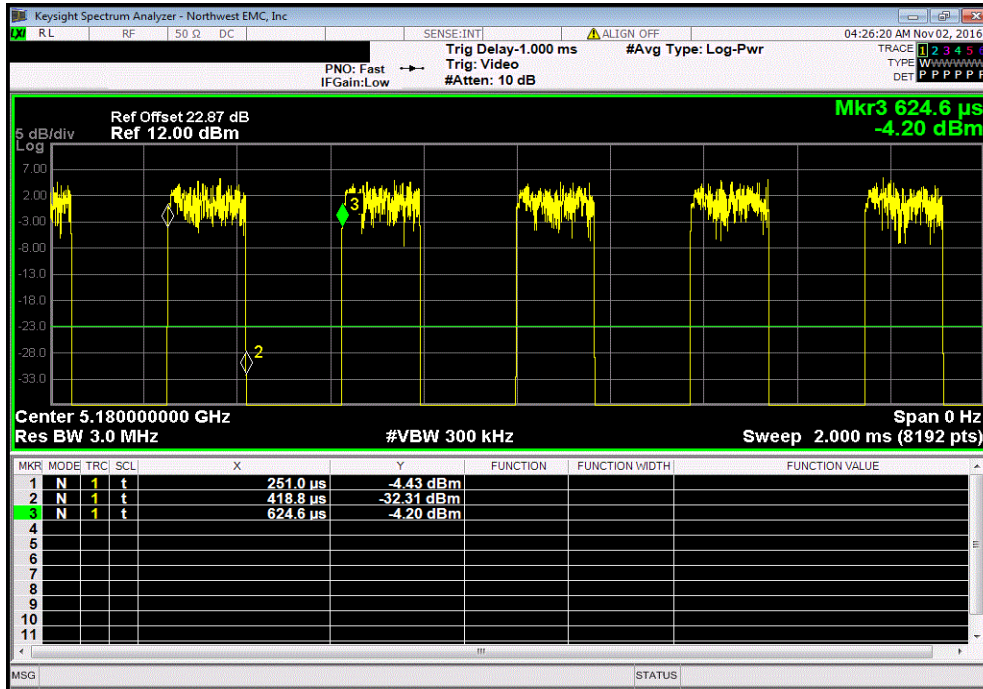 Keysight Spectrum Analyzer - Northwest EMC, Inc
LXI RL RF 50 Ω DC SENSE:INT ALIGN OFF 04:26:20 AM Nov 02, 2016
Trig Delay-1.000 ms #Avg Type: Log-Pwr TRACE 1 2 3 4 5 6
PNO: Fast Trig: Video TYPE WWWWWW
IFGain:Low #Atten: 10 dB DET P P P P P P
Mkr3 624.6 µs
-4.20 dBm
Ref Offset 22.87 dB
5 dB/div Ref 12.00 dBm
Log
7.00
2.00
3
-3.00
-8.00
-13.0
-18.0
-23.0
-28.0
2
-33.0
Center 5.180000000 GHz Span 0 Hz
Res BW 3.0 MHz #VBW 300 kHz Sweep 2.000 ms (8192 pts)
MKR MODE TRC SCL X Y FUNCTION FUNCTION WIDTH FUNCTION VALUE
1 N 1 t 251.0 µs -4.43 dBm
2 N 1 t 418.8 µs -32.31 dBm
3 N 1 t 624.6 µs -4.20 dBm
4
5
6
7
8
9
10
11
MSG STATUS